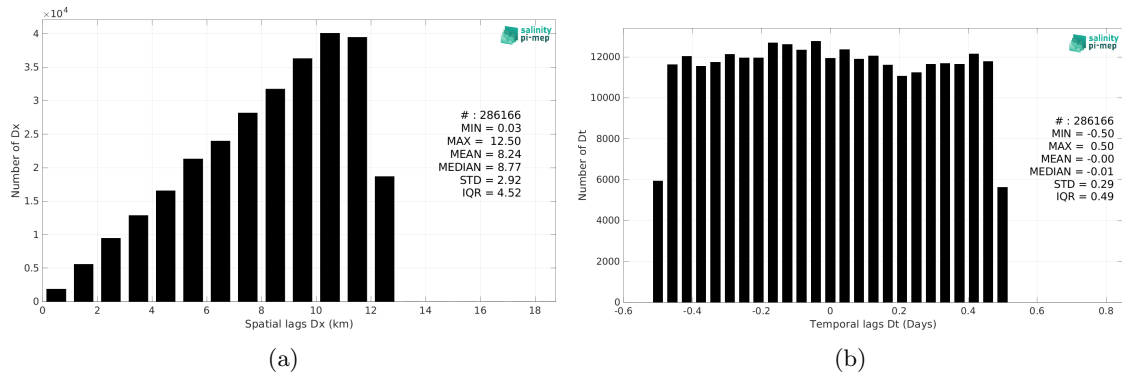 ×10⁴
4
3.5
3
2.5
2
1.5
1
0.5
0
Number of Dx
0 2 4 6 8 10 12 14 16 18
Spatial lags Dx (km)
salinity
pi-mep
# : 286166
MIN = 0.03
MAX = 12.50
MEAN = 8.24
MEDIAN = 8.77
STD = 2.92
IQR = 4.52
(a)
12000
10000
8000
6000
4000
2000
0
Number of Dt
-0.6 -0.4 -0.2 0 0.2 0.4 0.6 0.8
Temporal lags Dt (Days)
salinity
pi-mep
# : 286166
MIN = -0.50
MAX = 0.50
MEAN = -0.00
MEDIAN = -0.01
STD = 0.29
IQR = 0.49
(b)